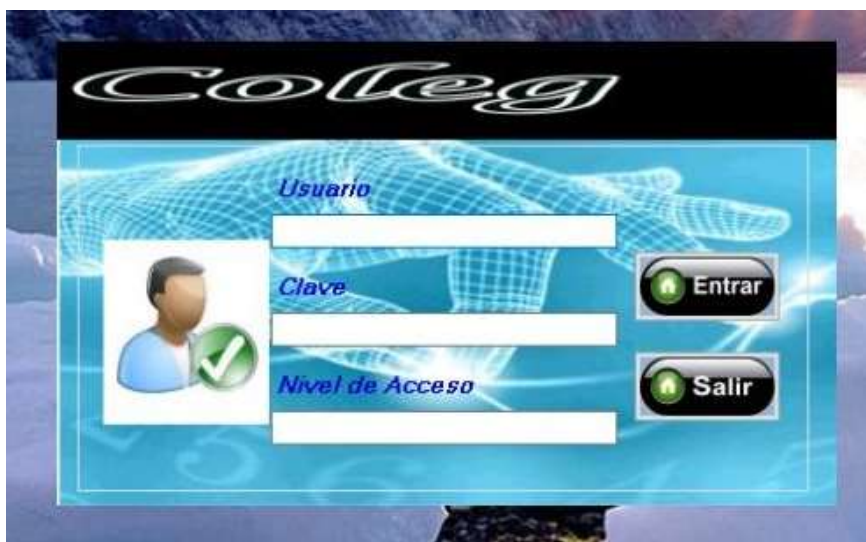 Coleg
Usuario
Clave
Entrar
Nivel de Acceso
Salir